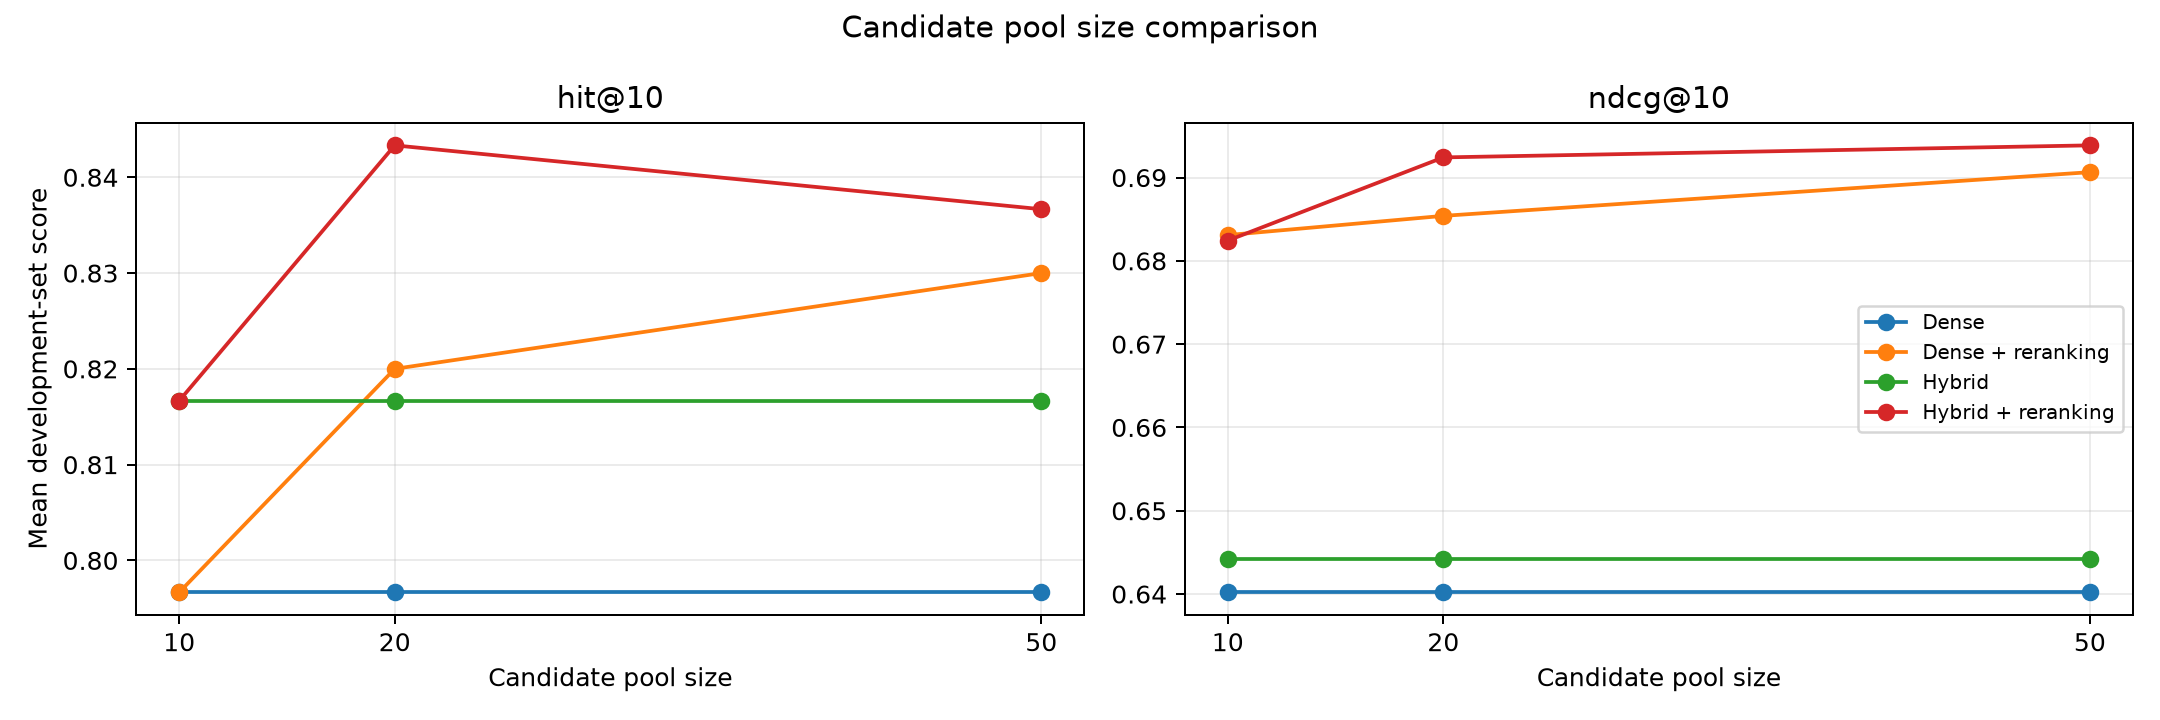 Candidate pool size comparison
hit@10
Mean development-set score
0.84
0.83
0.82
0.81
0.80
10 20 50
Candidate pool size
ndcg@10
0.69
0.68
0.67
0.66
0.65
0.64
Dense
Dense + reranking
Hybrid
Hybrid + reranking
10 20 50
Candidate pool size